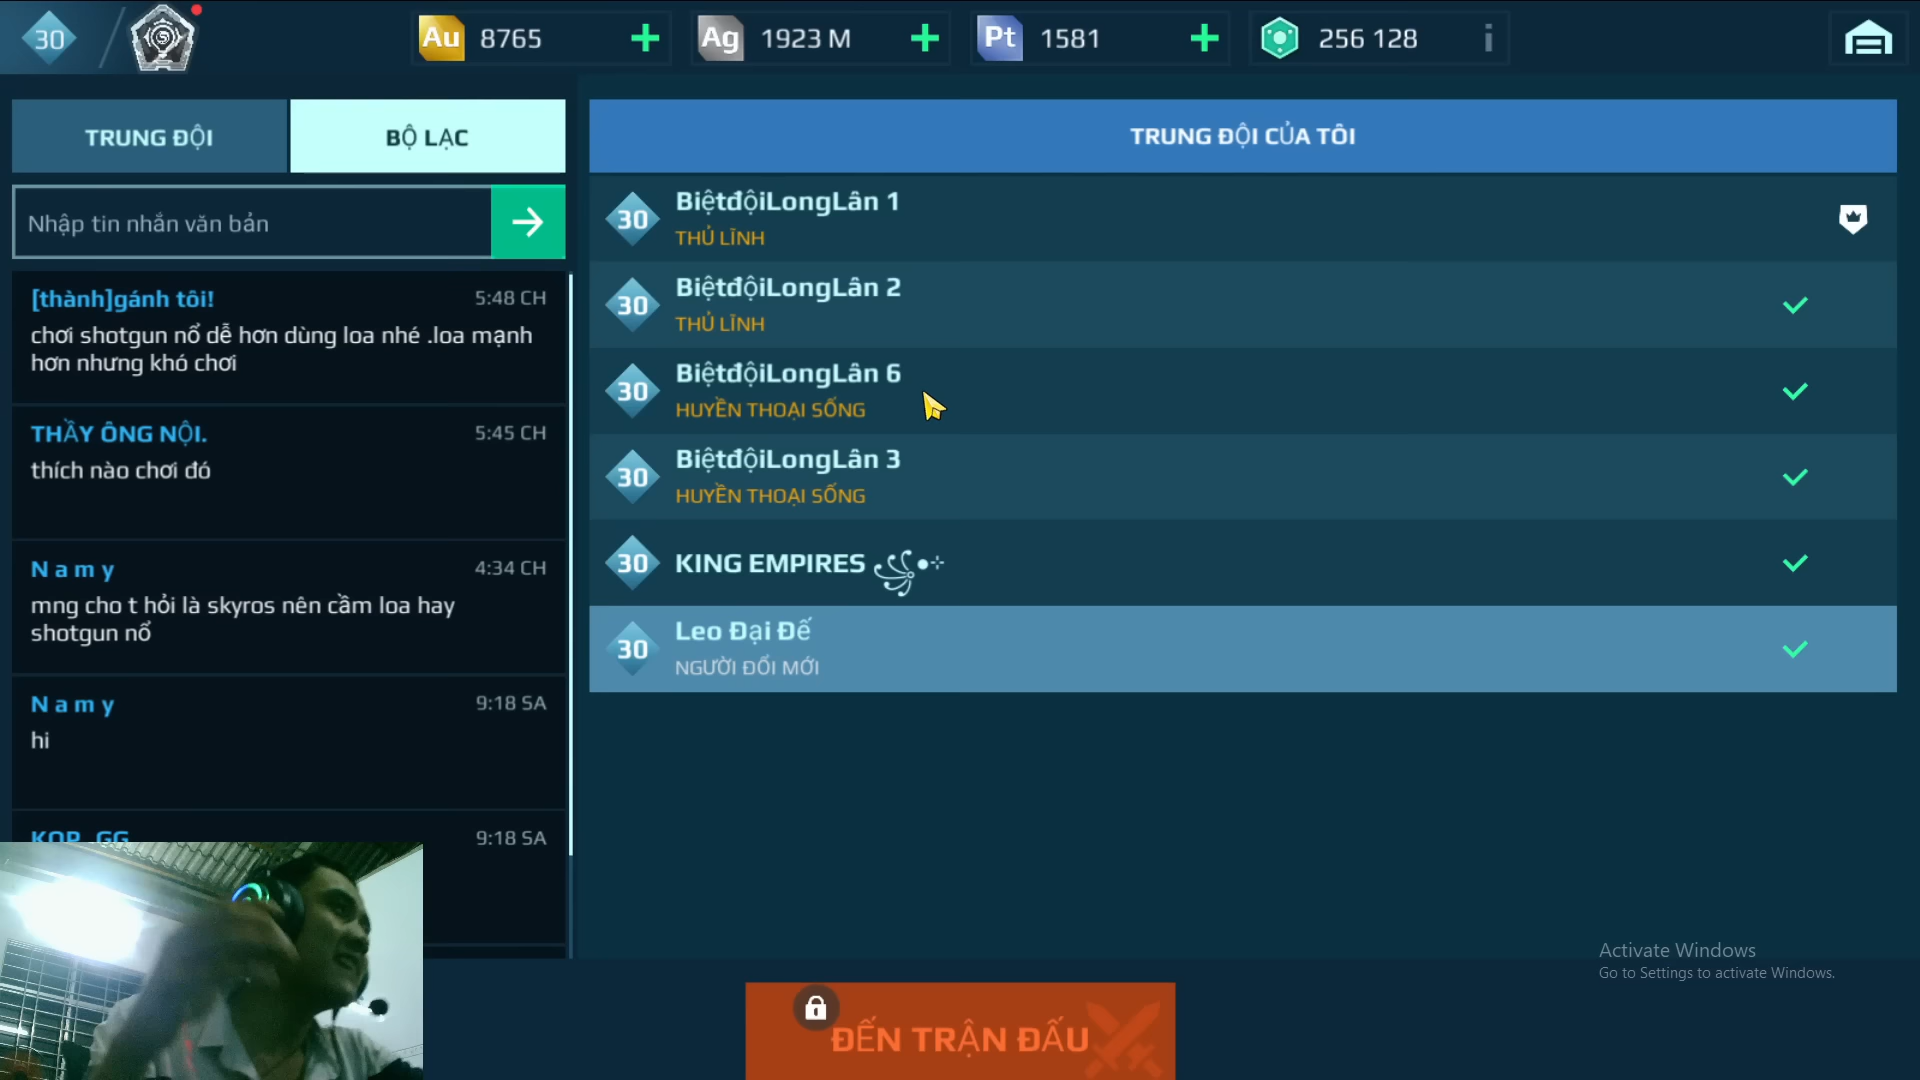 30
Au 8765
Ag 1923 M
Pt 1581
256 128
TRUNG ĐỘI
BỘ LẠC
Nhập tin nhắn văn bản
[thành]gánh tôi! 5:48 CH
chơi shotgun nổ dễ hơn dùng loa nhé .loa mạnh
hơn nhưng khó chơi
THẦY ÔNG NỘI. 5:45 CH
thích nào chơi đó
N a m y 4:34 CH
mng cho t hỏi là skyros nên cầm loa hay
shotgun nổ
N a m y 9:18 SA
hi
9:18 SA
TRUNG ĐỘI CỦA TÔI
30 BiệtđộiLongLân 1
THỦ LĨNH
30 BiệtđộiLongLân 2
THỦ LĨNH
30 BiệtđộiLongLân 6
HUYỀN THOẠI SỐNG
30 BiệtđộiLongLân 3
HUYỀN THOẠI SỐNG
30 KING EMPIRES
30 Leo Đại Đế
NGƯỜI ĐỔI MỚI
Activate Windows
Go to Settings to activate Windows.
ĐẾN TRẬN ĐẤU